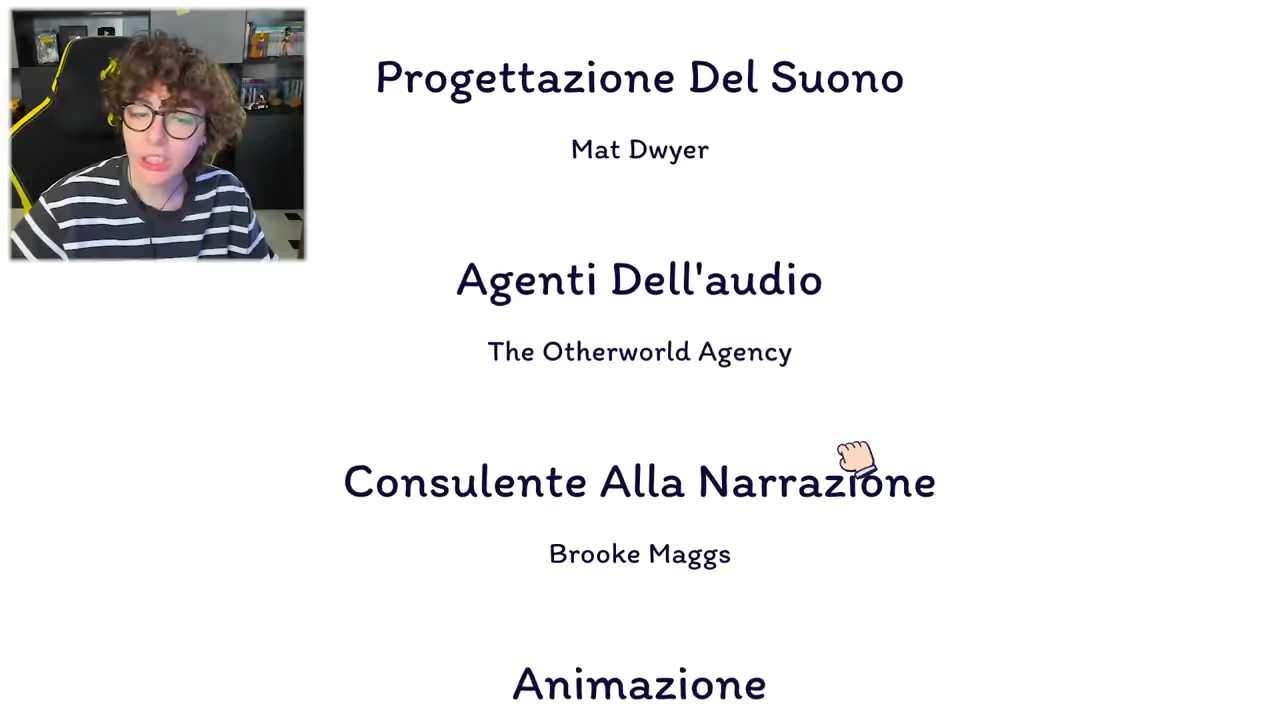 Progettazione Del Suono
Mat Dwyer
Agenti Dell'audio
The Otherworld Agency
Consulente Alla Narrazione
Brooke Maggs
Animazione